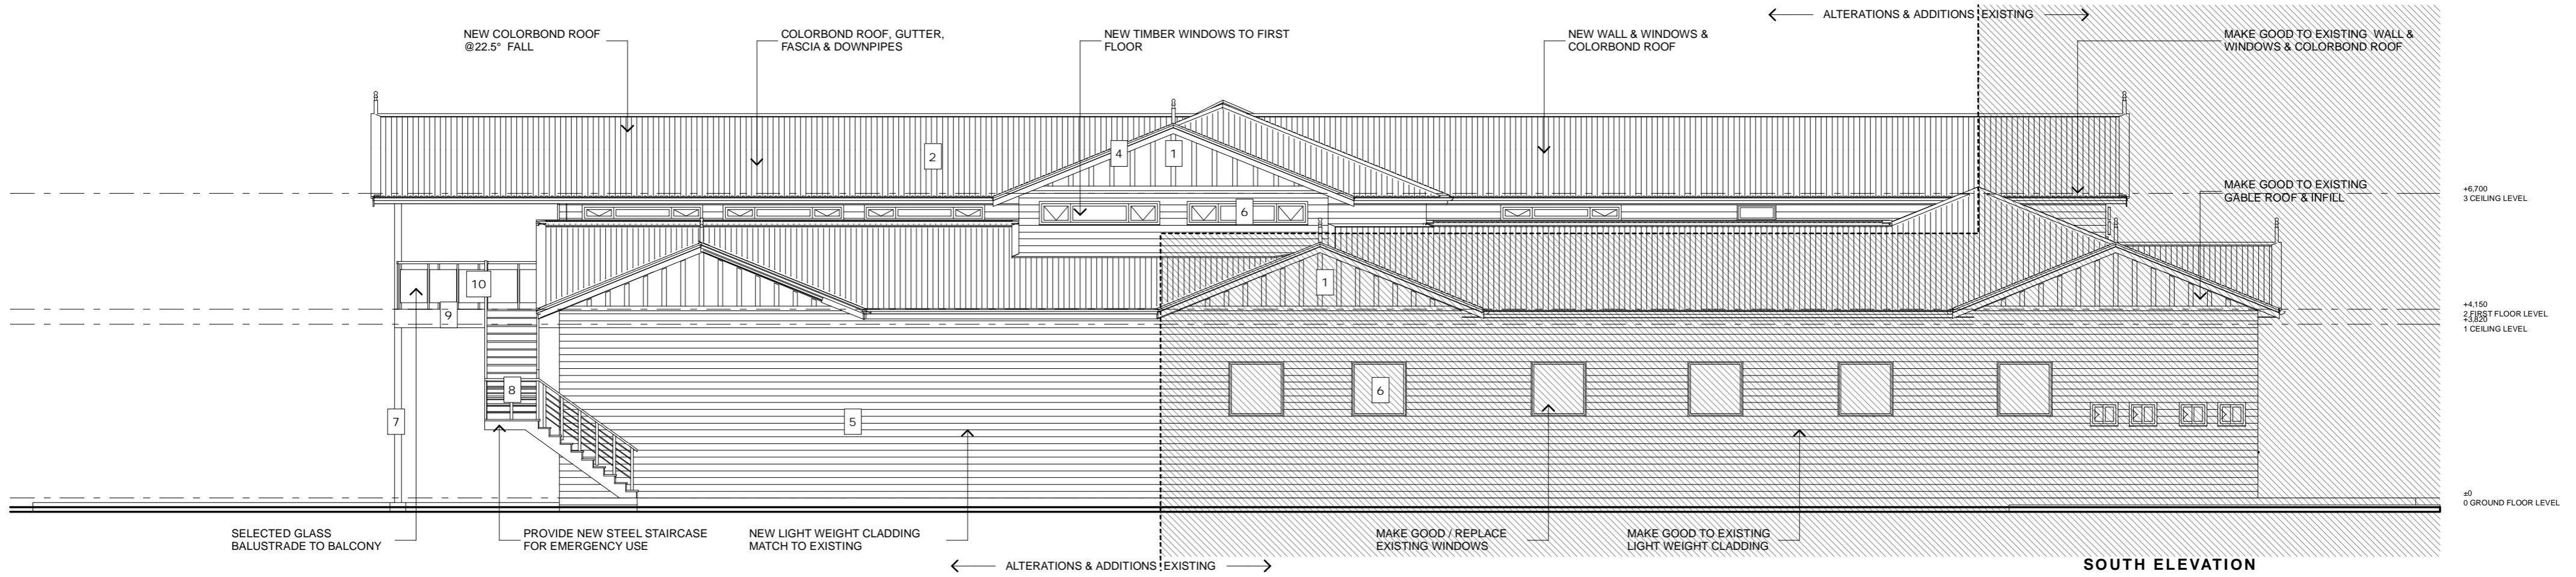 ALTERATIONS & ADDITIONS EXISTING
NEW COLORBOND ROOF
@22.5° FALL
COLORBOND ROOF, GUTTER,
FASCIA & DOWNPIPES
NEW TIMBER WINDOWS TO FIRST
FLOOR
NEW WALL & WINDOWS &
COLORBOND ROOF
MAKE GOOD TO EXISTING WALL &
WINDOWS & COLORBOND ROOF
2
4
1
MAKE GOOD TO EXISTING
GABLE ROOF & INFILL
+6,700
3 CEILING LEVEL
6
10
1
9
+4,150
2 FIRST FLOOR LEVEL
+3,820
1 CEILING LEVEL
8
6
7
5
±0
0 GROUND FLOOR LEVEL
SELECTED GLASS
BALUSTRADE TO BALCONY
PROVIDE NEW STEEL STAIRCASE
FOR EMERGENCY USE
NEW LIGHT WEIGHT CLADDING
MATCH TO EXISTING
MAKE GOOD / REPLACE
EXISTING WINDOWS
MAKE GOOD TO EXISTING
LIGHT WEIGHT CLADDING
ALTERATIONS & ADDITIONS EXISTING
SOUTH ELEVATION